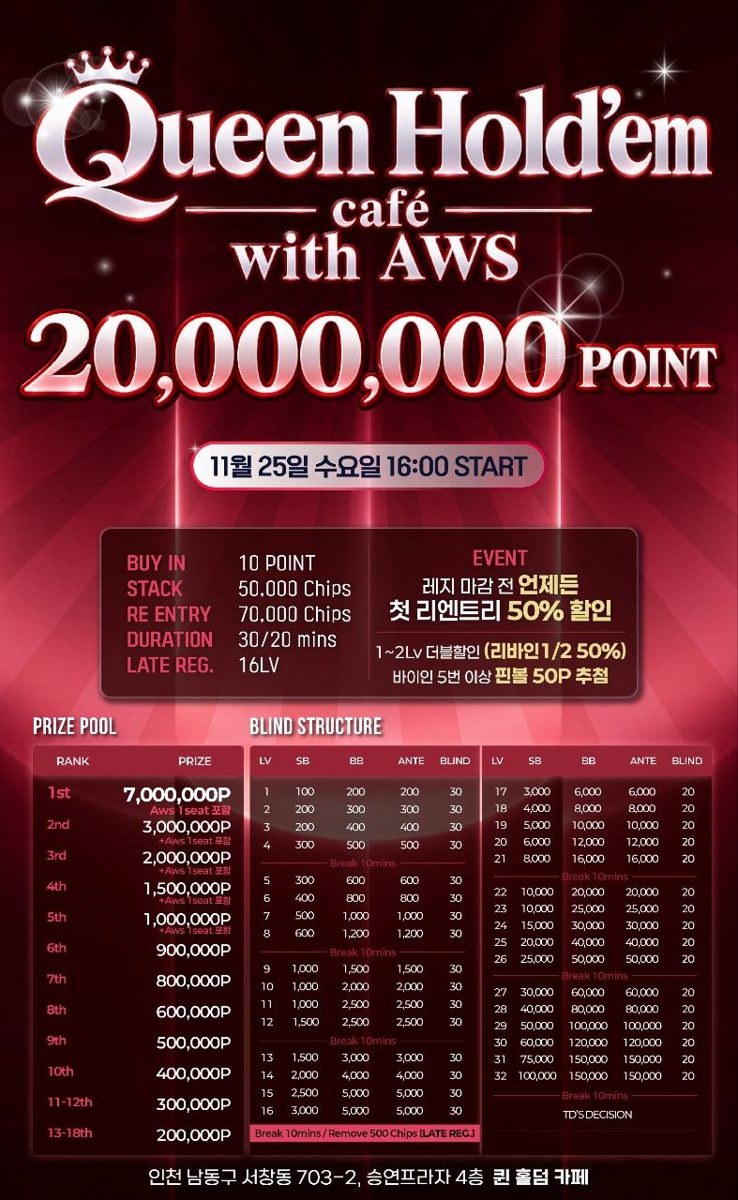 Queen Hold'em
café
with AWS
20,000,000 POINT
11월 25일 수요일 16:00 START
BUY IN 10 POINT
STACK 50,000 Chips
RE ENTRY 70,000 Chips
DURATION 30/20 mins
LATE REG. 16LV
EVENT
레지 마감 전 언제든
첫 리엔트리 50% 할인
1~2Lv 더블할인 (리바인1/2 50%)
바이인 5번 이상 핀볼 50P 추첨
PRIZE POOL
RANK PRIZE
1st 7,000,000P
Aws 1seat 포함
2nd 3,000,000P
+Aws 1seat 포함
3rd 2,000,000P
+Aws 1seat 포함
4th 1,500,000P
+Aws 1seat 포함
5th 1,000,000P
+Aws 1seat 포함
6th 900,000P
7th 800,000P
8th 600,000P
9th 500,000P
10th 400,000P
11-12th 300,000P
13-18th 200,000P
BLIND STRUCTURE
LV SB BB ANTE BLIND
1 100 200 200 30
2 200 300 300 30
3 200 400 400 30
4 300 500 500 30
Break 10mins
5 300 600 600 30
6 400 800 800 30
7 500 1,000 1,000 30
8 600 1,200 1,200 30
Break 10mins
9 1,000 1,500 1,500 30
10 1,000 2,000 2,000 30
11 1,000 2,500 2,500 30
12 1,500 2,500 2,500 30
Break 10mins
13 1,500 3,000 3,000 30
14 2,000 4,000 4,000 30
15 2,500 5,000 5,000 30
16 3,000 5,000 5,000 30
Break 10mins / Remove 500 Chips [LATE REG.]
LV SB BB ANTE BLIND
17 3,000 6,000 6,000 20
18 4,000 8,000 8,000 20
19 5,000 10,000 10,000 20
20 6,000 12,000 12,000 20
21 8,000 16,000 16,000 20
Break 10mins
22 10,000 20,000 20,000 20
23 10,000 25,000 25,000 20
24 15,000 30,000 30,000 20
25 20,000 40,000 40,000 20
26 25,000 50,000 50,000 20
Break 10mins
27 30,000 60,000 60,000 20
28 40,000 80,000 80,000 20
29 50,000 100,000 100,000 20
30 60,000 120,000 120,000 20
31 75,000 150,000 150,000 20
32 100,000 150,000 150,000 20
Break 10mins
TD'S DECISION
인천 남동구 서창동 703-2, 승연프라자 4층 퀸 홀덤 카페